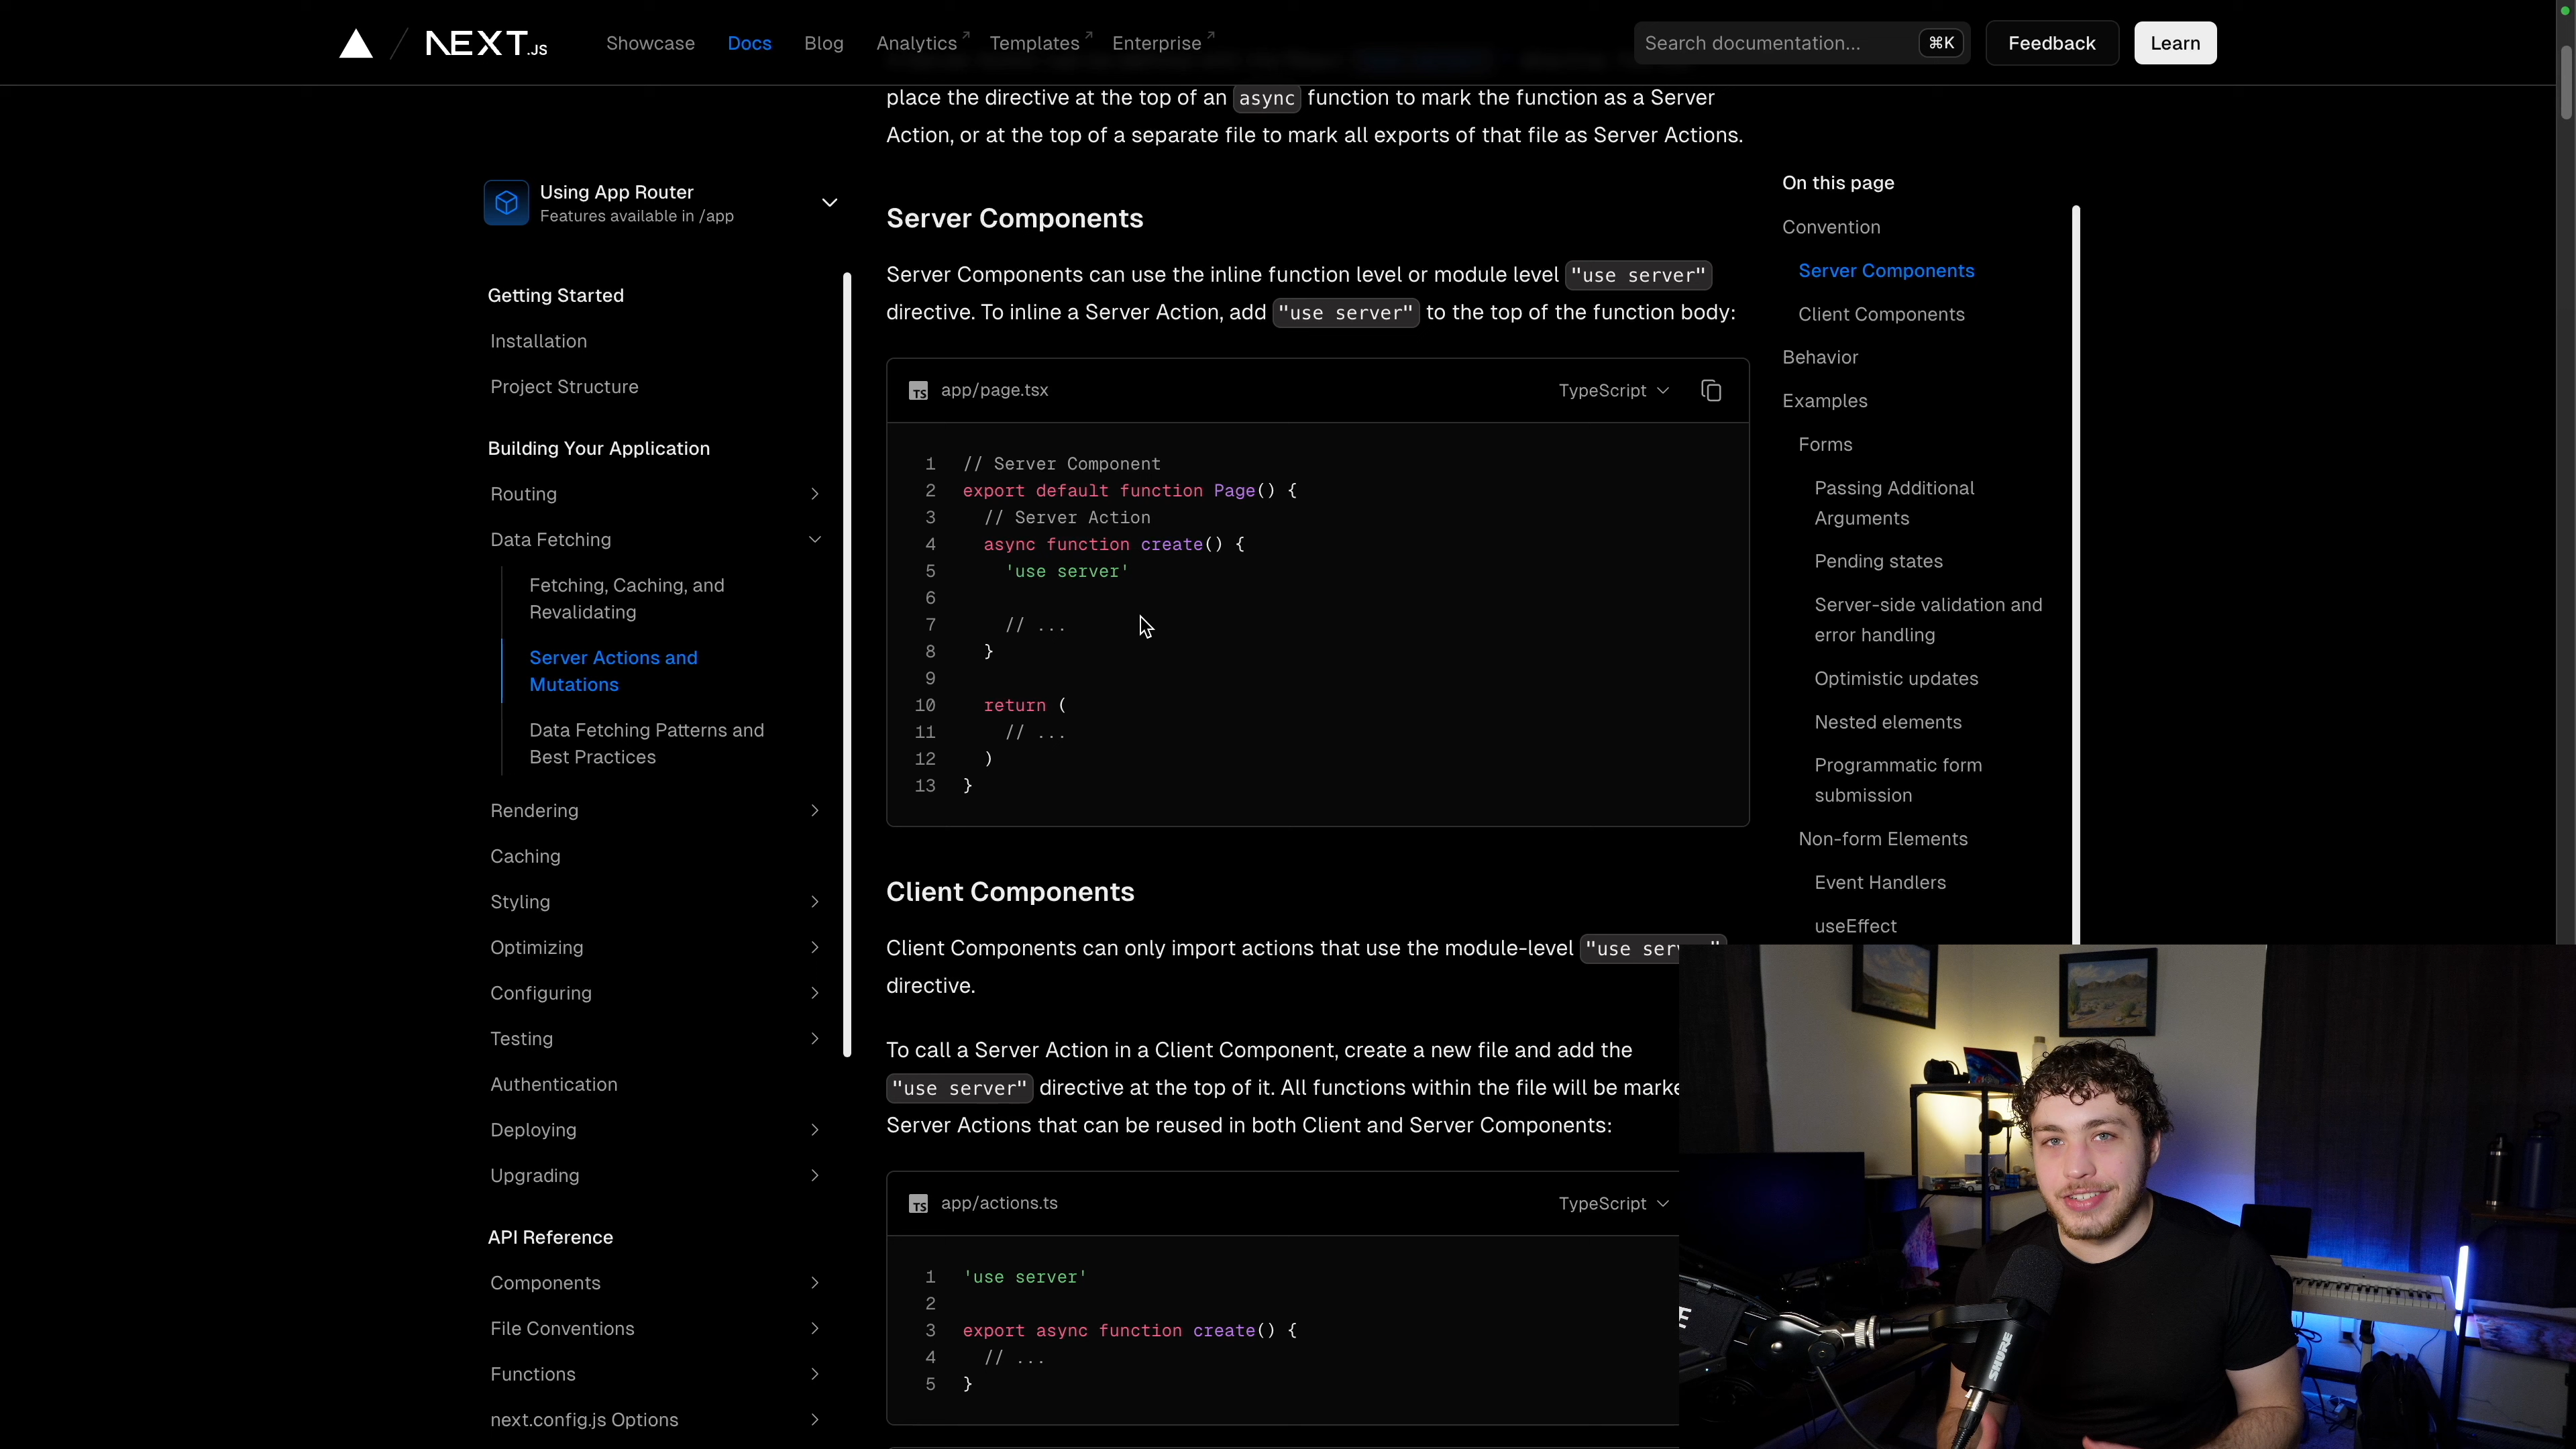 NEXT.JS
Showcase
Docs
Blog
Analytics
Templates
Enterprise
Search documentation...
⌘K
Feedback
Learn
Using App Router
Features available in /app
Getting Started
Installation
Project Structure
Building Your Application
Routing
Data Fetching
Fetching, Caching, and
Revalidating
Server Actions and
Mutations
Data Fetching Patterns and
Best Practices
Rendering
Caching
Styling
Optimizing
Configuring
Testing
Authentication
Deploying
Upgrading
API Reference
Components
File Conventions
Functions
next.config.js Options
place the directive at the top of an async function to mark the function as a Server
Action, or at the top of a separate file to mark all exports of that file as Server Actions.
Server Components
Server Components can use the inline function level or module level "use server"
directive. To inline a Server Action, add "use server" to the top of the function body:
TS app/page.tsx
TypeScript
1 // Server Component
2 export default function Page() {
3 // Server Action
4 async function create() {
5 'use server'
6
7 // ...
8 }
9
10 return (
11 // ...
12 )
13 }
Client Components
Client Components can only import actions that use the module-level "use ser
directive.
To call a Server Action in a Client Component, create a new file and add the
"use server" directive at the top of it. All functions within the file will be marke
Server Actions that can be reused in both Client and Server Components:
TS app/actions.ts
TypeScript
1 'use server'
2
3 export async function create() {
4 // ...
5 }
On this page
Convention
Server Components
Client Components
Behavior
Examples
Forms
Passing Additional
Arguments
Pending states
Server-side validation and
error handling
Optimistic updates
Nested elements
Programmatic form
submission
Non-form Elements
Event Handlers
useEffect
SHURE